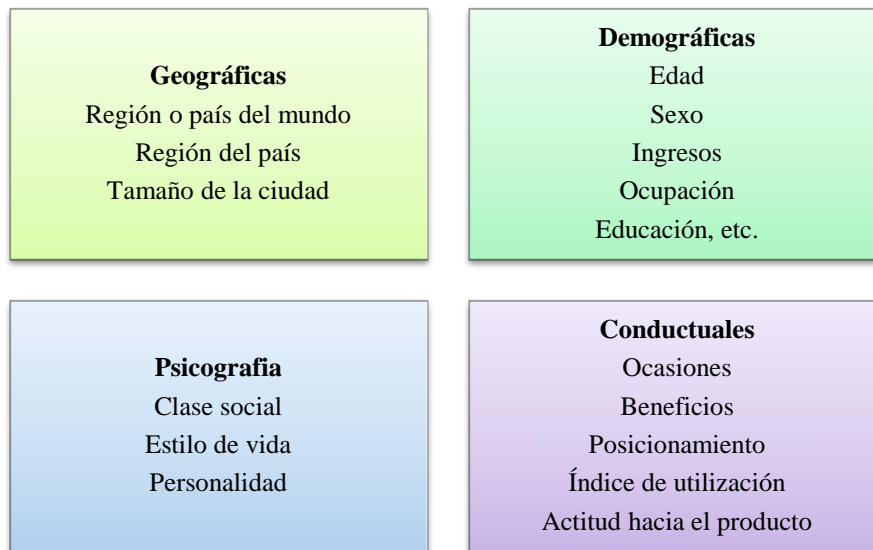 Geográficas
Región o país del mundo
Región del país
Tamaño de la ciudad
Demográficas
Edad
Sexo
Ingresos
Ocupación
Educación, etc.
Psicografia
Clase social
Estilo de vida
Personalidad
Conductuales
Ocasiones
Beneficios
Posicionamiento
Índice de utilización
Actitud hacia el producto